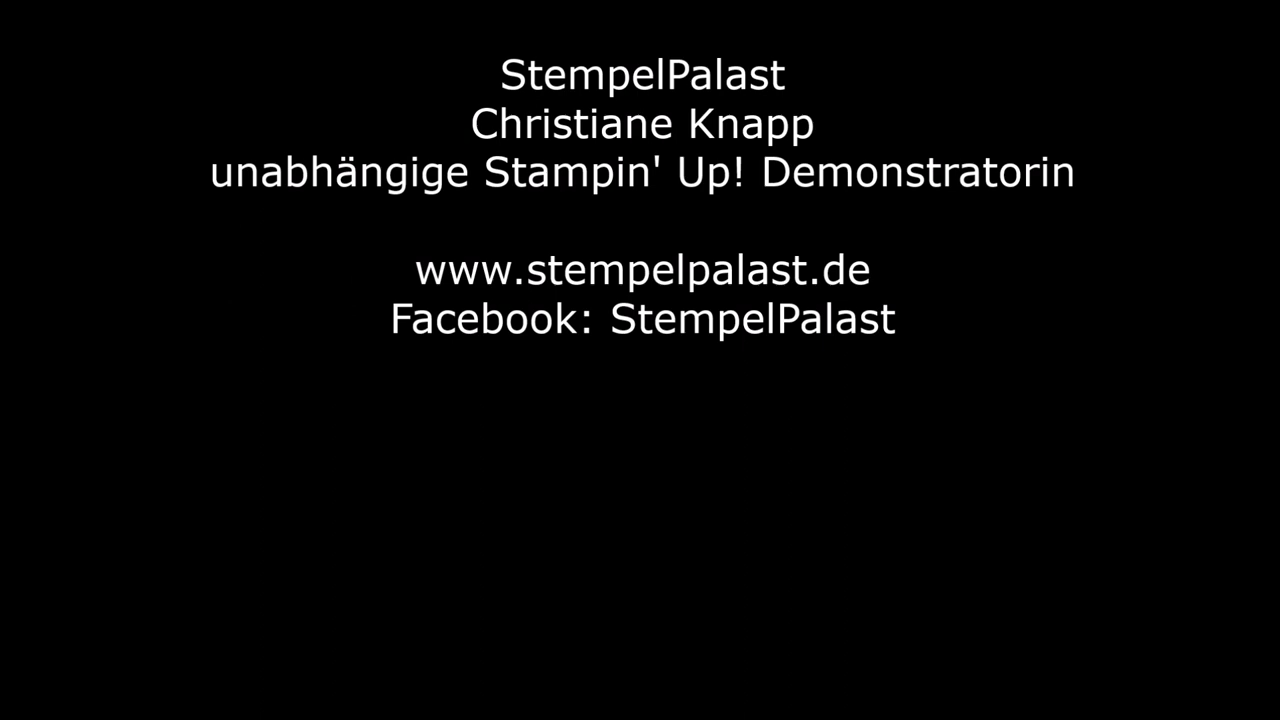 StempelPalast
Christiane Knapp
unabhängige Stampin' Up! Demonstratorin
www.stempelpalast.de
Facebook: StempelPalast